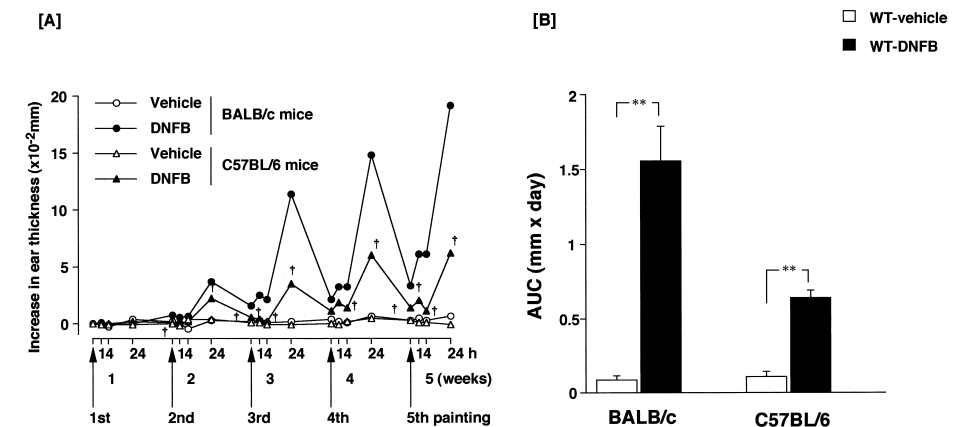 [A]
[B]
WT-vehicle
WT-DNFB
Increase in ear thickness (x10-2mm)
20
15
10
5
0
Vehicle
DNFB
BALB/c mice
Vehicle
DNFB
C57BL/6 mice
† † † † † † † † † † † †
14 24 14 24 14 24 14 24 14 24 h
1 2 3 4 5 (weeks)
1st 2nd 3rd 4th 5th painting
AUC (mm x day)
2
1.5
1
0.5
0
**
**
BALB/c C57BL/6